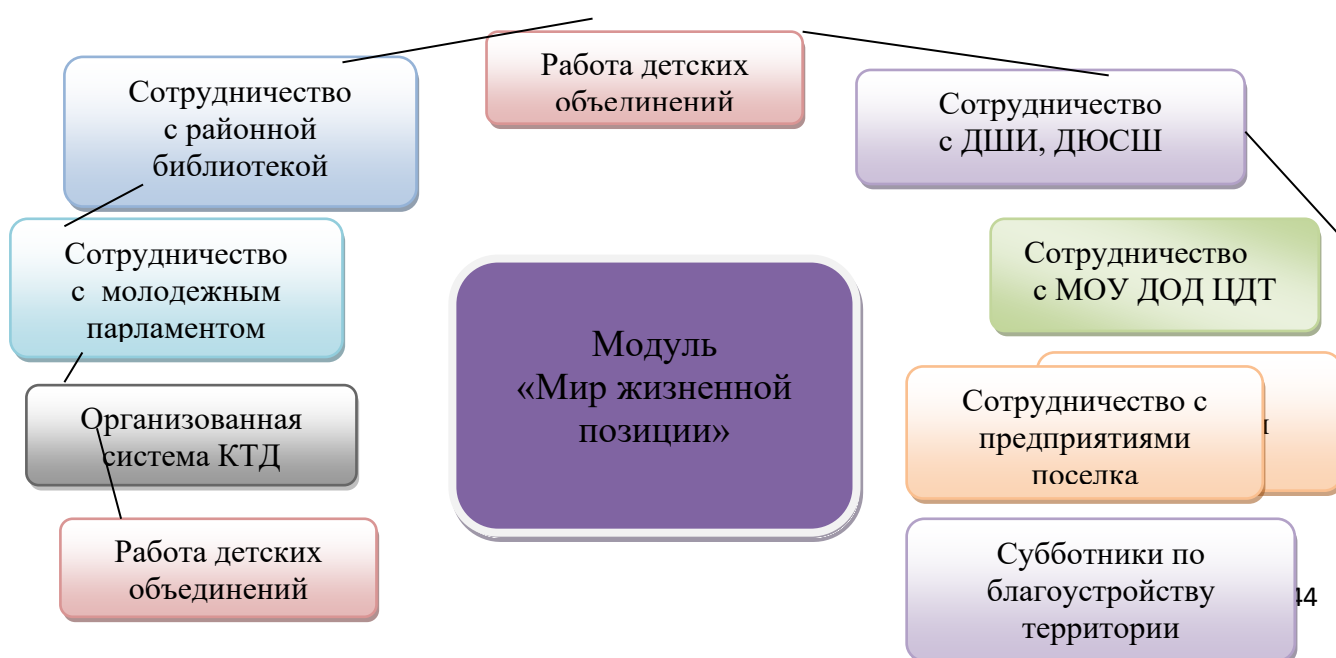 Работа детских
объединений
Сотрудничество
с районной
библиотекой
Сотрудничество
с ДШИ, ДЮСШ
Сотрудничество
с молодежным
парламентом
Сотрудничество
с МОУ ДОД ЦДТ
Модуль
«Мир жизненной
позиции»
Организованная
система КТД
Сотрудничество с
предприятиями
поселка
Работа детских
объединений
Субботники по
благоустройству
территории
44